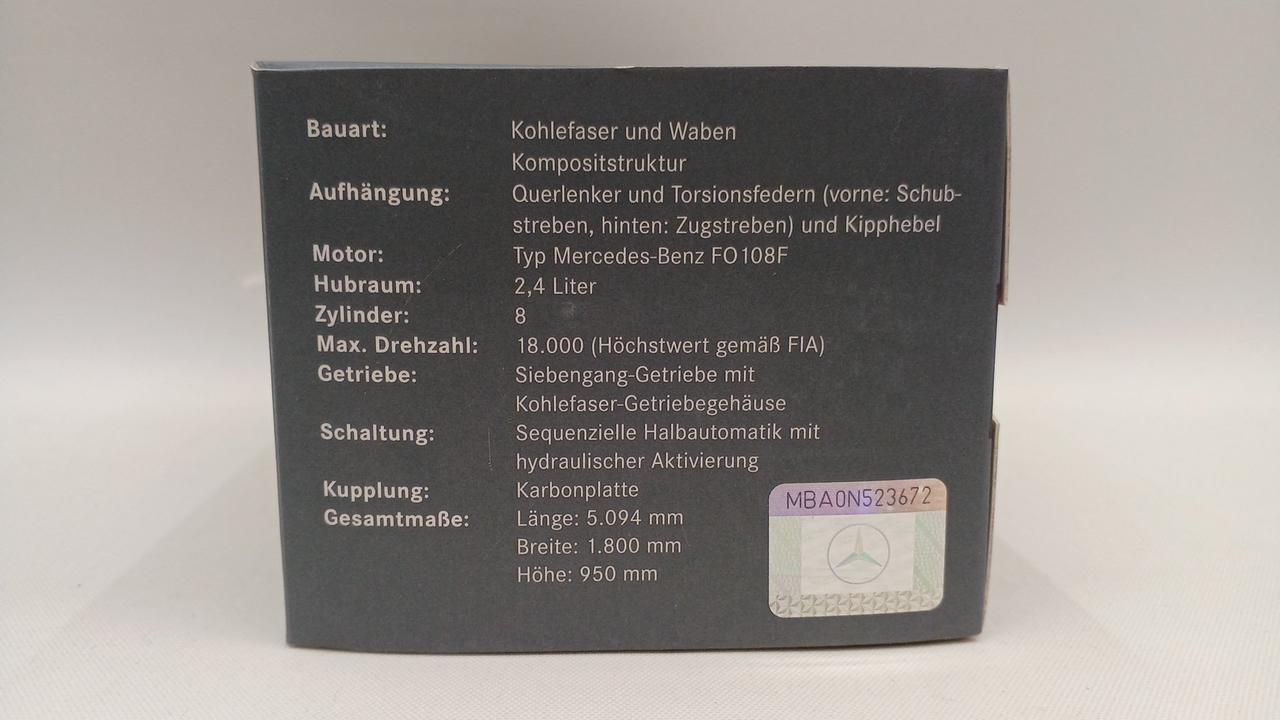 Bauart: Kohlefaser und Waben
Kompositstruktur
Aufhängung: Querlenker und Torsionsfedern (vorne: Schub-
streben, hinten: Zugstreben) und Kipphebel
Motor: Typ Mercedes-Benz FO108F
Hubraum: 2,4 Liter
Zylinder: 8
Max. Drehzahl: 18.000 (Höchstwert gemäß FIA)
Getriebe: Siebengang-Getriebe mit
Kohlefaser-Getriebegehäuse
Schaltung: Sequenzielle Halbautomatik mit
hydraulischer Aktivierung
Kupplung: Karbonplatte
Gesamtmaße: Länge: 5.094 mm
Breite: 1.800 mm
Höhe: 950 mm
MBA0N523672